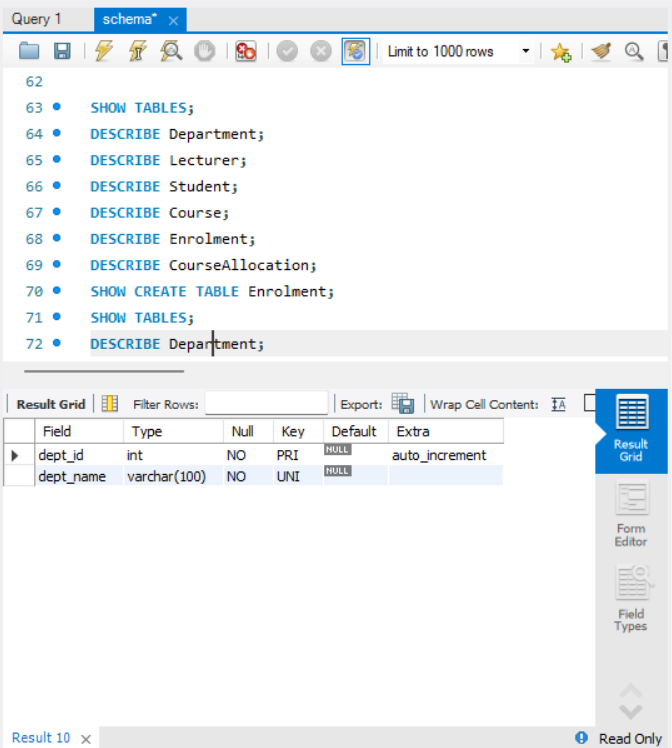 Query 1 schema*
Limit to 1000 rows
62
63 SHOW TABLES;
64 DESCRIBE Department;
65 DESCRIBE Lecturer;
66 DESCRIBE Student;
67 DESCRIBE Course;
68 DESCRIBE Enrolment;
69 DESCRIBE CourseAllocation;
70 SHOW CREATE TABLE Enrolment;
71 SHOW TABLES;
72 DESCRIBE Department;
Result Grid Filter Rows: Export: Wrap Cell Content: IA
Field Type Null Key Default Extra
dept_id int NO PRI NULL auto_increment
dept_name varchar(100) NO UNI NULL
Result
Grid
Form
Editor
Field
Types
Result 10 Read Only